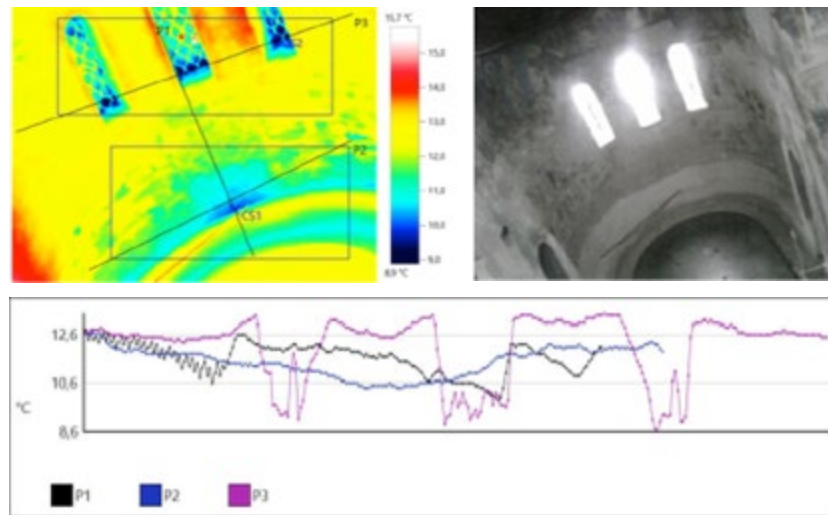 15,7 °C
P3
P1
CS2
15,0
14,0
13,0
12,0
11,0
10,0
9,0
P2
CS1
8,9 °C
12,6
10,6
°C
8,6
P1 P2 P3